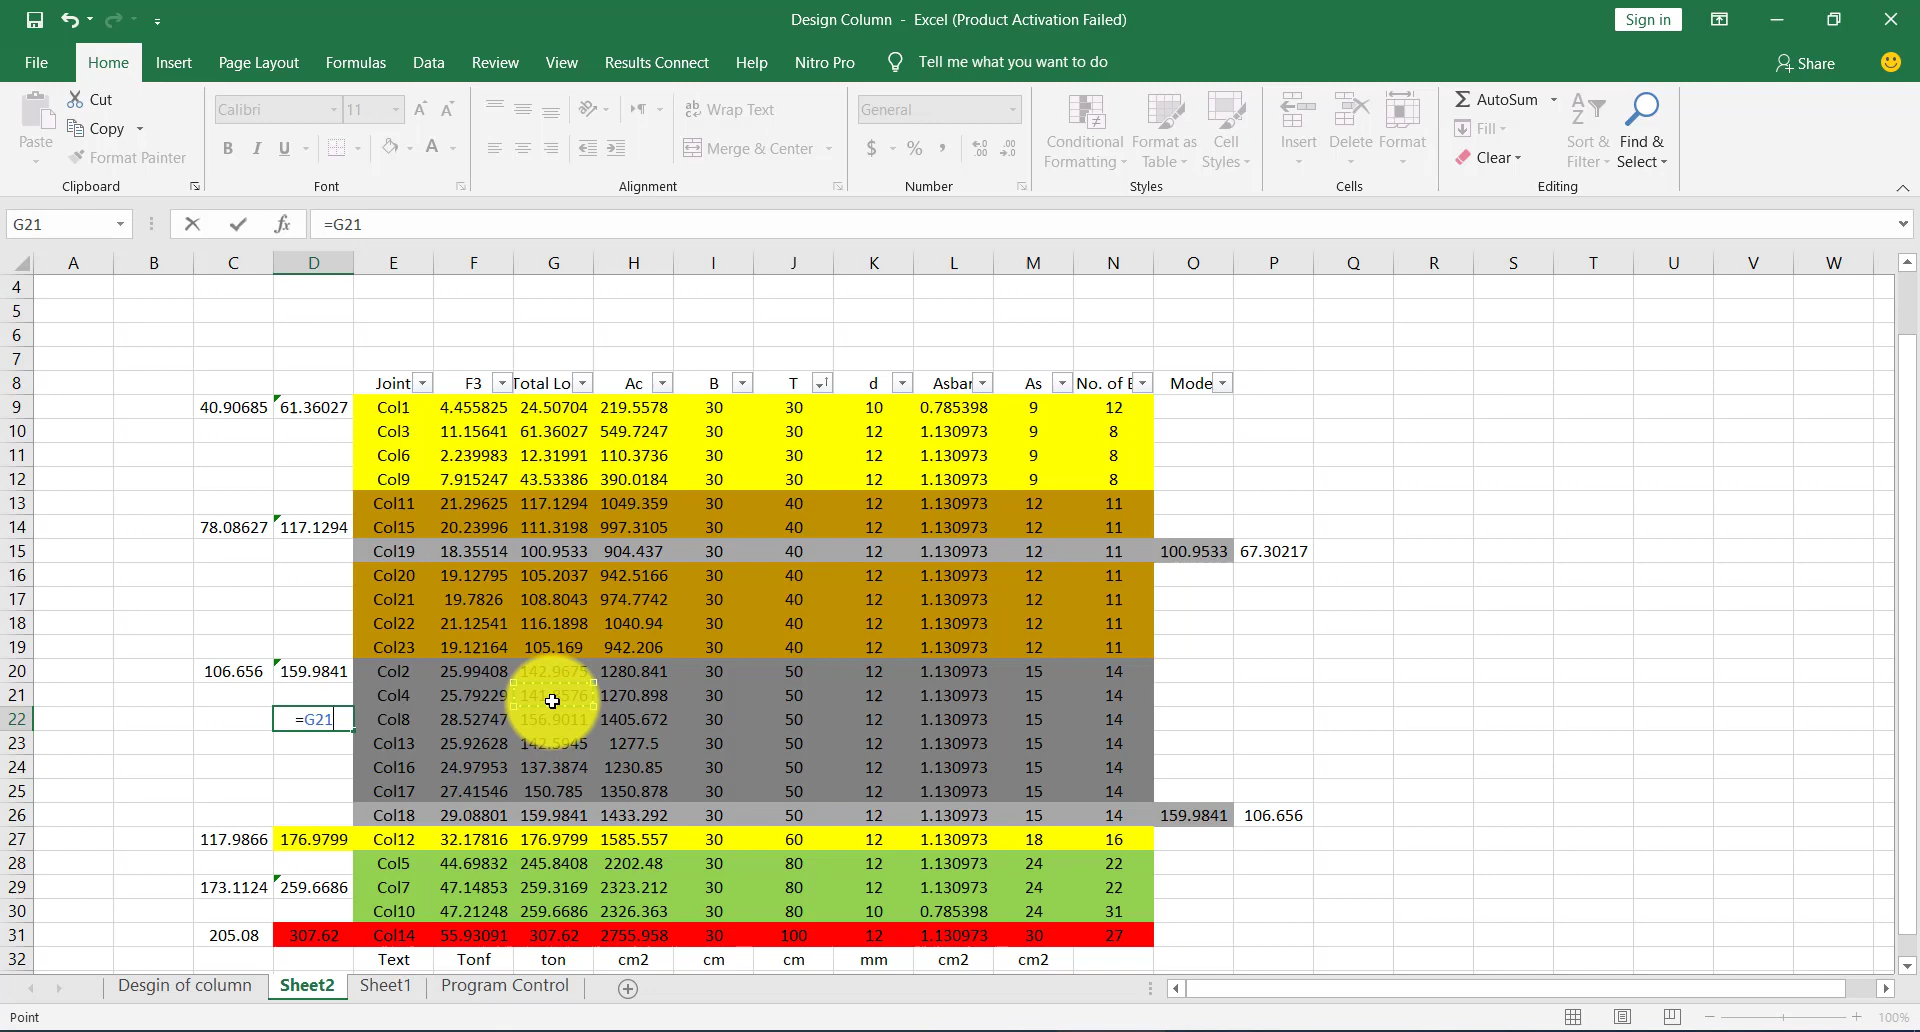 Design Column - Excel (Product Activation Failed)
Sign in
File Home Insert Page Layout Formulas Data Review View Results Connect Help Nitro Pro Tell me what you want to do Share
Paste
Cut
Copy
Format Painter
Clipboard
Calibri 11
B I U
Font
Wrap Text
Merge & Center
Alignment
General
$ % ,
Number
Conditional Formatting
Format as Table
Cell Styles
Styles
Insert Delete Format
Cells
AutoSum
Fill
Clear
Sort & Filter
Find & Select
Editing
G21 fx =G21
A B C D E F G H I J K L M N O P Q R S T U V W
4
5
6
7
8 Joint F3 Total Lo Ac B T d Asbar As No. of E Mode
9 40.90685 61.36027 Col1 4.455825 24.50704 219.5578 30 30 10 0.785398 9 12
10 Col3 11.15641 61.36027 549.7247 30 30 12 1.130973 9 8
11 Col6 2.239983 12.31991 110.3736 30 30 12 1.130973 9 8
12 Col9 7.915247 43.53386 390.0184 30 30 12 1.130973 9 8
13 Col11 21.29625 117.1294 1049.359 30 40 12 1.130973 12 11
14 78.08627 117.1294 Col15 20.23996 111.3198 997.3105 30 40 12 1.130973 12 11
15 Col19 18.35514 100.9533 904.437 30 40 12 1.130973 12 11 100.9533 67.30217
16 Col20 19.12795 105.2037 942.5166 30 40 12 1.130973 12 11
17 Col21 19.7826 108.8043 974.7742 30 40 12 1.130973 12 11
18 Col22 21.12541 116.1898 1040.94 30 40 12 1.130973 12 11
19 Col23 19.12164 105.169 942.206 30 40 12 1.130973 12 11
20 106.656 159.9841 Col2 25.99408 142.9675 1280.841 30 50 12 1.130973 15 14
21 Col4 25.79229 1270.898 30 50 12 1.130973 15 14
22 =G21 Col8 28.52747 156.9011 1405.672 30 50 12 1.130973 15 14
23 Col13 25.92628 142.5945 1277.5 30 50 12 1.130973 15 14
24 Col16 24.97953 137.3874 1230.85 30 50 12 1.130973 15 14
25 Col17 27.41546 150.785 1350.878 30 50 12 1.130973 15 14
26 Col18 29.08801 159.9841 1433.292 30 50 12 1.130973 15 14 159.9841 106.656
27 117.9866 176.9799 Col12 32.17816 176.9799 1585.557 30 60 12 1.130973 18 16
28 Col5 44.69832 245.8408 2202.48 30 80 12 1.130973 24 22
29 173.1124 259.6686 Col7 47.14853 259.3169 2323.212 30 80 12 1.130973 24 22
30 Col10 47.21248 259.6686 2326.363 30 80 10 0.785398 24 31
31 205.08 307.62 Col14 55.93091 307.62 2755.958 30 100 12 1.130973 30 27
32 Text Tonf ton cm2 cm cm mm cm2 cm2
Desgin of column Sheet2 Sheet1 Program Control
Point 100%